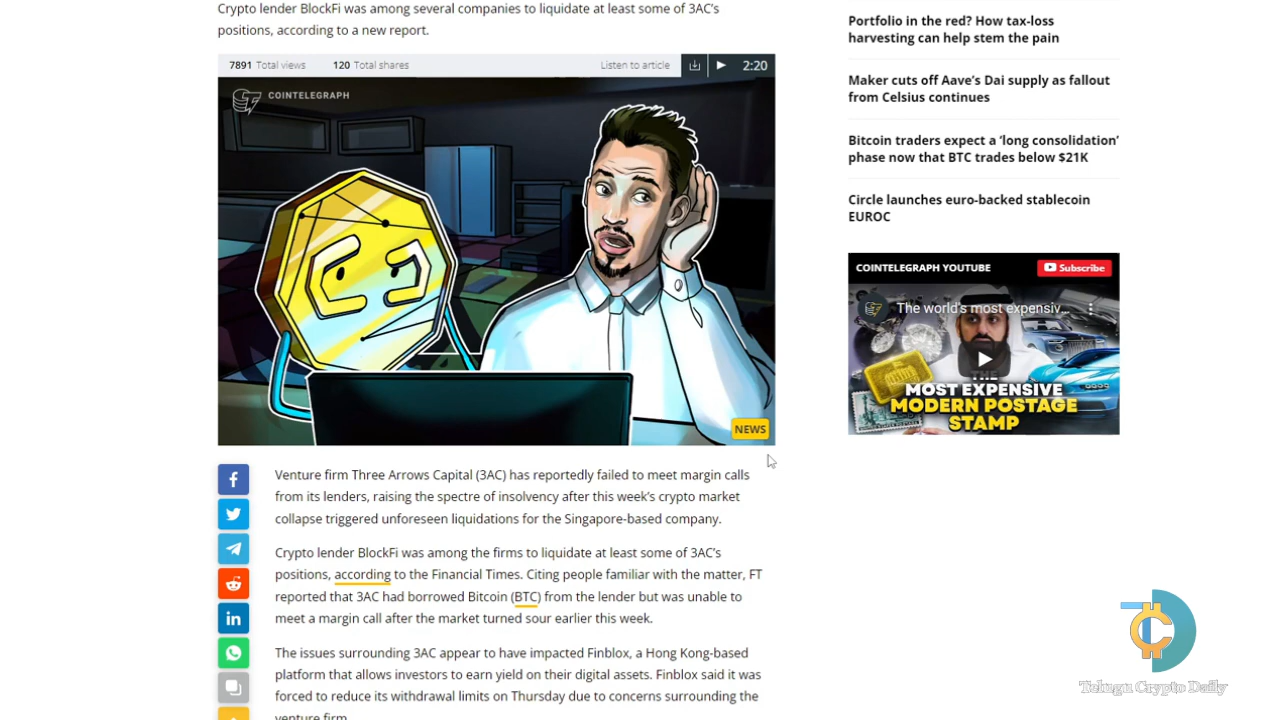 Crypto lender BlockFi was among several companies to liquidate at least some of 3AC's
positions, according to a new report.
7891 Total views 120 Total shares Listen to article 2:20
COINTELEGRAPH
NEWS
Venture firm Three Arrows Capital (3AC) has reportedly failed to meet margin calls
from its lenders, raising the spectre of insolvency after this week's crypto market
collapse triggered unforeseen liquidations for the Singapore-based company.
Crypto lender BlockFi was among the firms to liquidate at least some of 3AC's
positions, according to the Financial Times. Citing people familiar with the matter, FT
reported that 3AC had borrowed Bitcoin (BTC) from the lender but was unable to
meet a margin call after the market turned sour earlier this week.
The issues surrounding 3AC appear to have impacted Finblox, a Hong Kong-based
platform that allows investors to earn yield on their digital assets. Finblox said it was
forced to reduce its withdrawal limits on Thursday due to concerns surrounding the
venture firm.
Portfolio in the red? How tax-loss
harvesting can help stem the pain
Maker cuts off Aave's Dai supply as fallout
from Celsius continues
Bitcoin traders expect a 'long consolidation'
phase now that BTC trades below $21K
Circle launches euro-backed stablecoin
EUROC
COINTELEGRAPH YOUTUBE Subscribe
The world's most expensiv...
THE
MOST EXPENSIVE
MODERN POSTAGE
STAMP
Telugu Crypto Daily